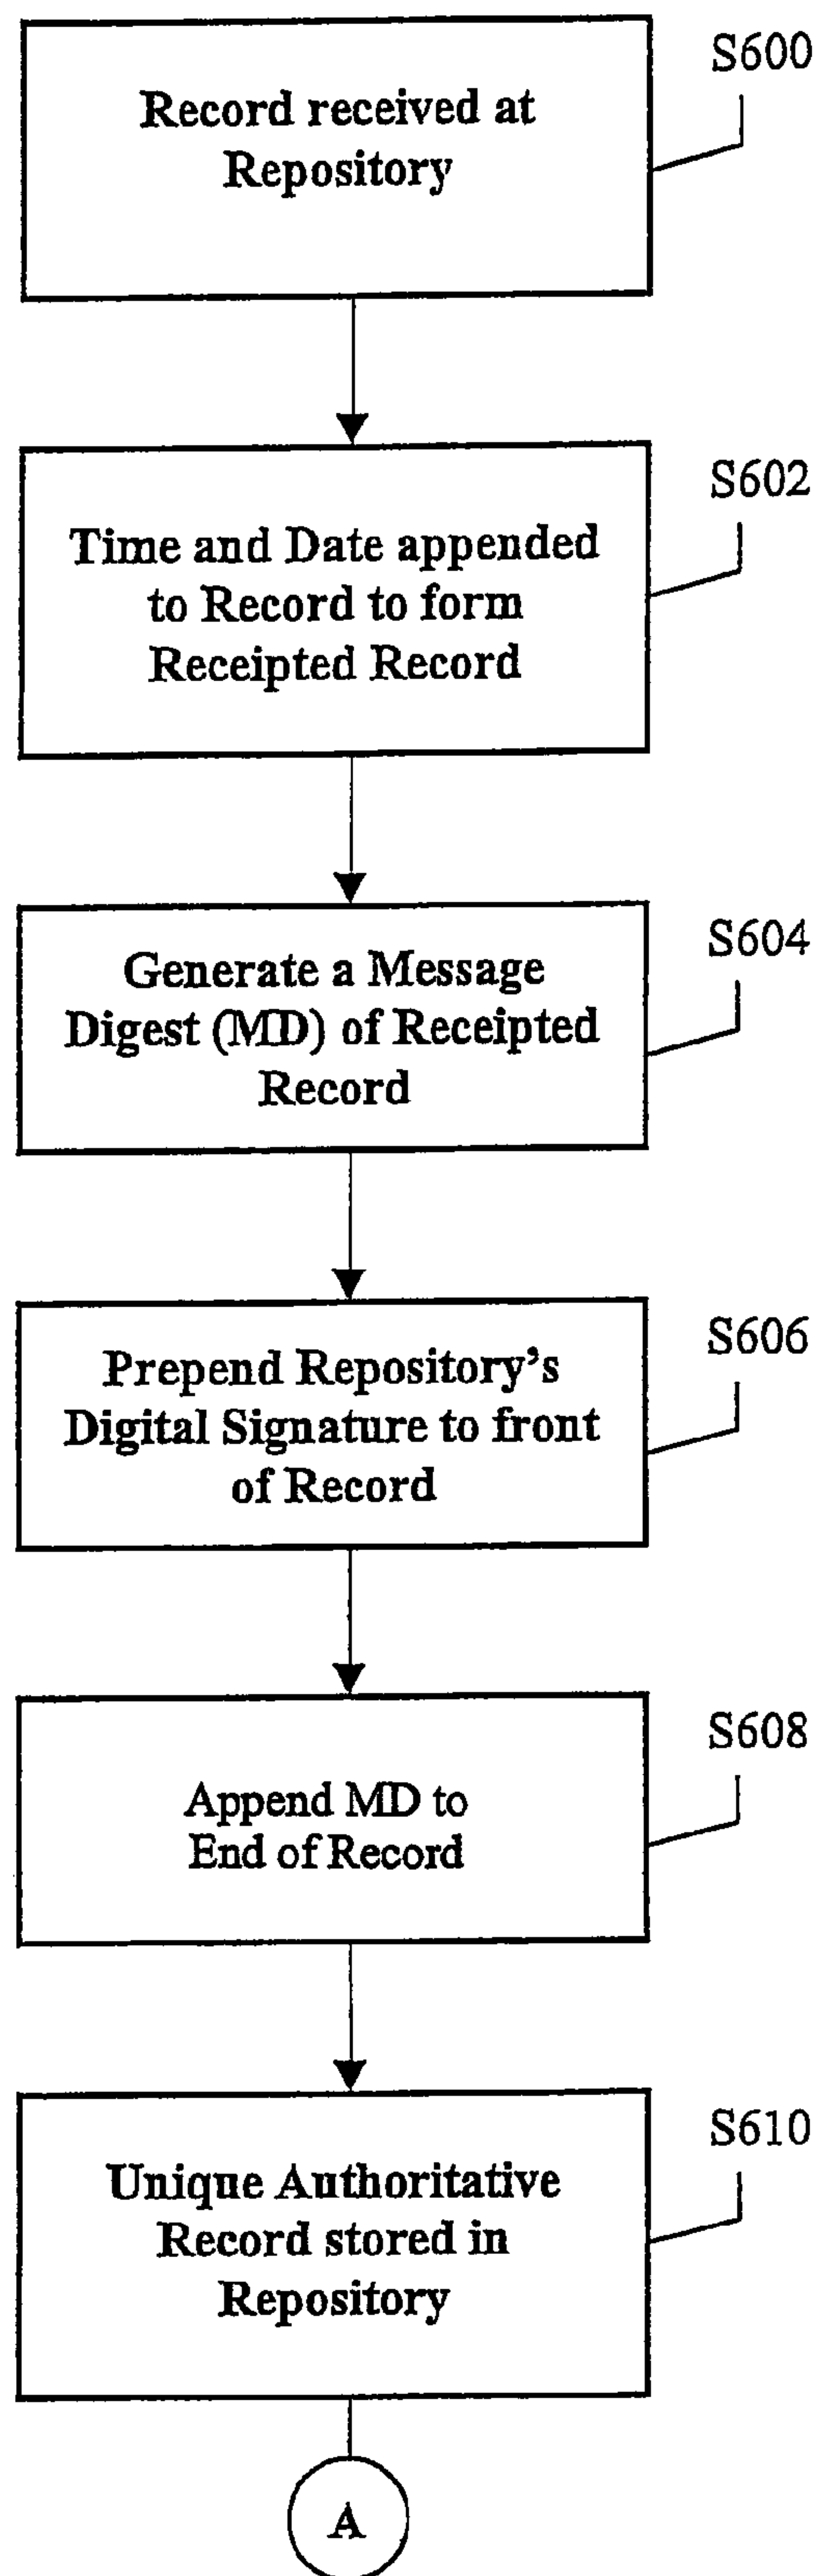 S600
Record received at
Repository
S602
Time and Date appended
to Record to form
Receipted Record
S604
Generate a Message
Digest (MD) of Receipted
Record
S606
Prepend Repository's
Digital Signature to front
of Record
S608
Append MD to
End of Record
S610
Unique Authoritative
Record stored in
Repository
A